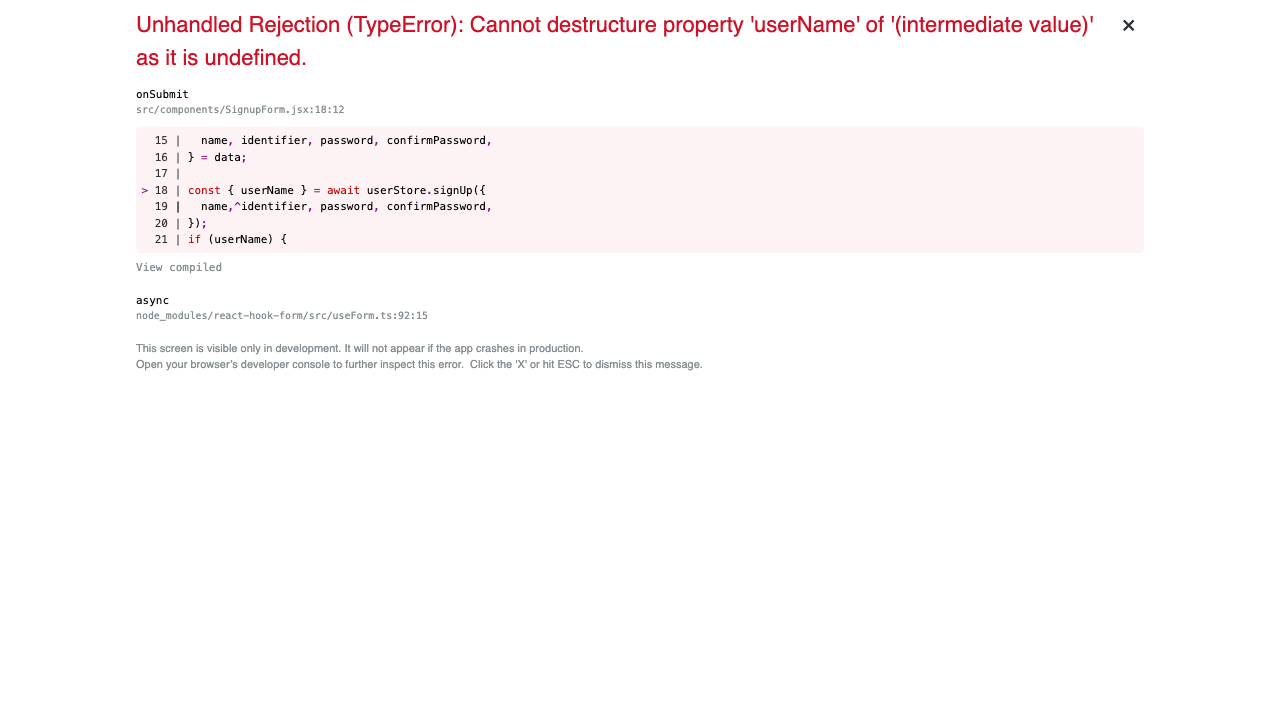 Unhandled Rejection (TypeError): Cannot destructure property 'userName' of '(intermediate value)' ×
as it is undefined.
onSubmit
src/components/SignupForm.jsx:18:12
  15 |   name, identifier, password, confirmPassword,
  16 | } = data;
  17 |
> 18 | const { userName } = await userStore.signUp({
  19 |   name,^identifier, password, confirmPassword,
  20 | });
  21 | if (userName) {
View compiled
async
node_modules/react-hook-form/src/useForm.ts:92:15
This screen is visible only in development. It will not appear if the app crashes in production.
Open your browser's developer console to further inspect this error.  Click the 'X' or hit ESC to dismiss this message.